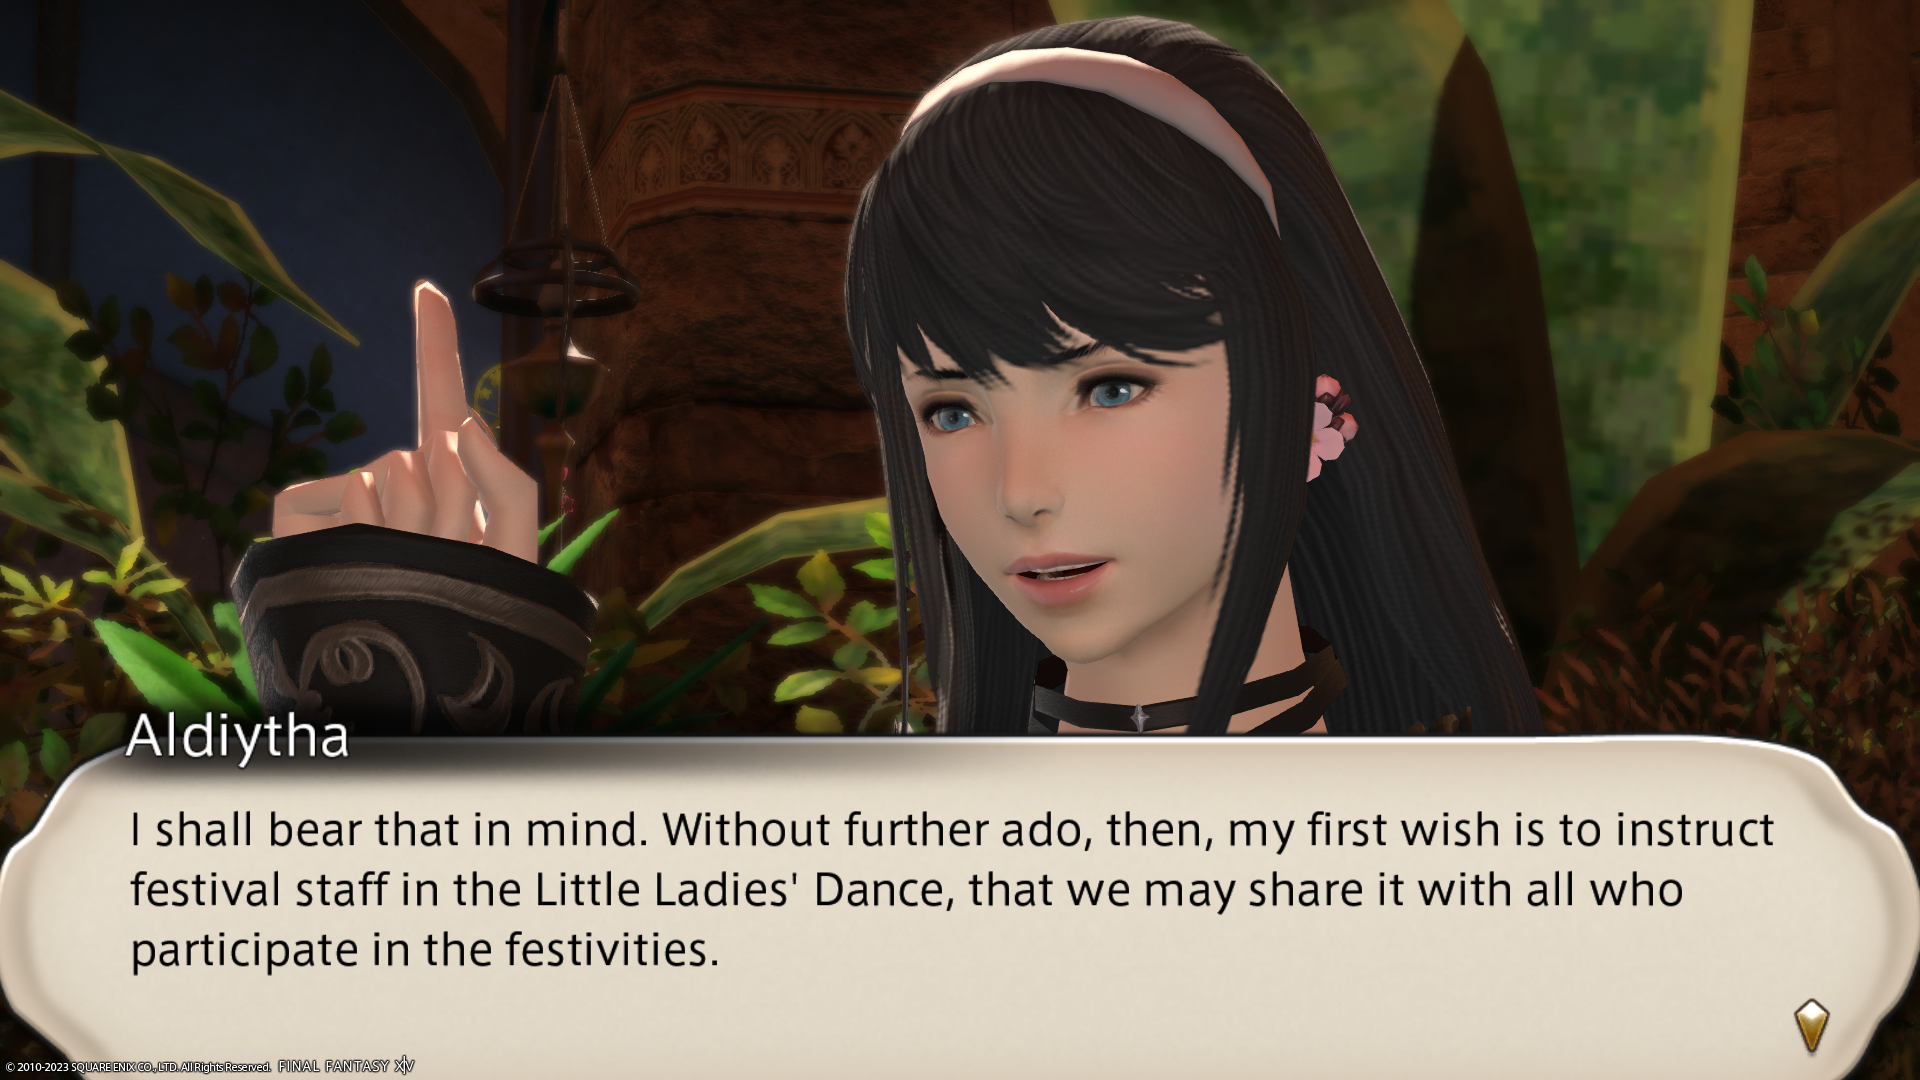 Aldiytha
I shall bear that in mind. Without further ado, then, my first wish is to instruct
festival staff in the Little Ladies' Dance, that we may share it with all who
participate in the festivities.
© 2010-2023 SQUARE ENIX CO., LTD. All Rights Reserved. FINAL FANTASY XIV